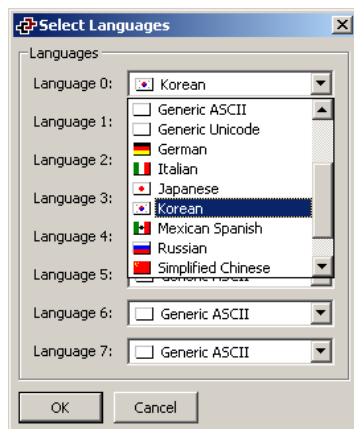 Select Languages
Languages
Language 0: Korean
Language 1: Generic ASCII
Generic Unicode
Language 2: German
Italian
Language 3: Japanese
Korean
Language 4: Mexican Spanish
Russian
Language 5: Simplified Chinese
Generic ASCII
Language 6: Generic ASCII
Language 7: Generic ASCII
OK Cancel